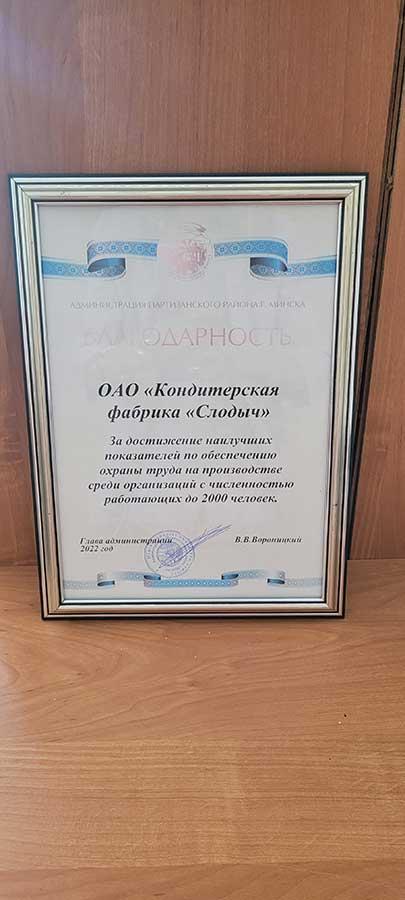 АДМИНИСТРАЦИЯ ПАРТИЗАНСКОГО РАЙОНА Г. МИНСКА
БЛАГОДАРНОСТЬ
ОАО «Кондитерская
фабрика «Слодыч»
За достижение наилучших
показателей по обеспечению
охраны труда на производстве
среди организаций с численностью
работающих до 2000 человек.
Глава администрации В.В.Вороницкий
2022 год